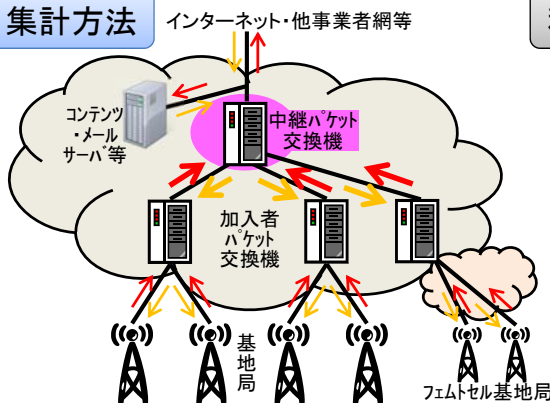 集計方法
インターネット・他事業者網等
コンテンツ
・メール
サーバ等
中継パケット
交換機
加入者
パケット
交換機
基
地
局
フェムトセル基地局